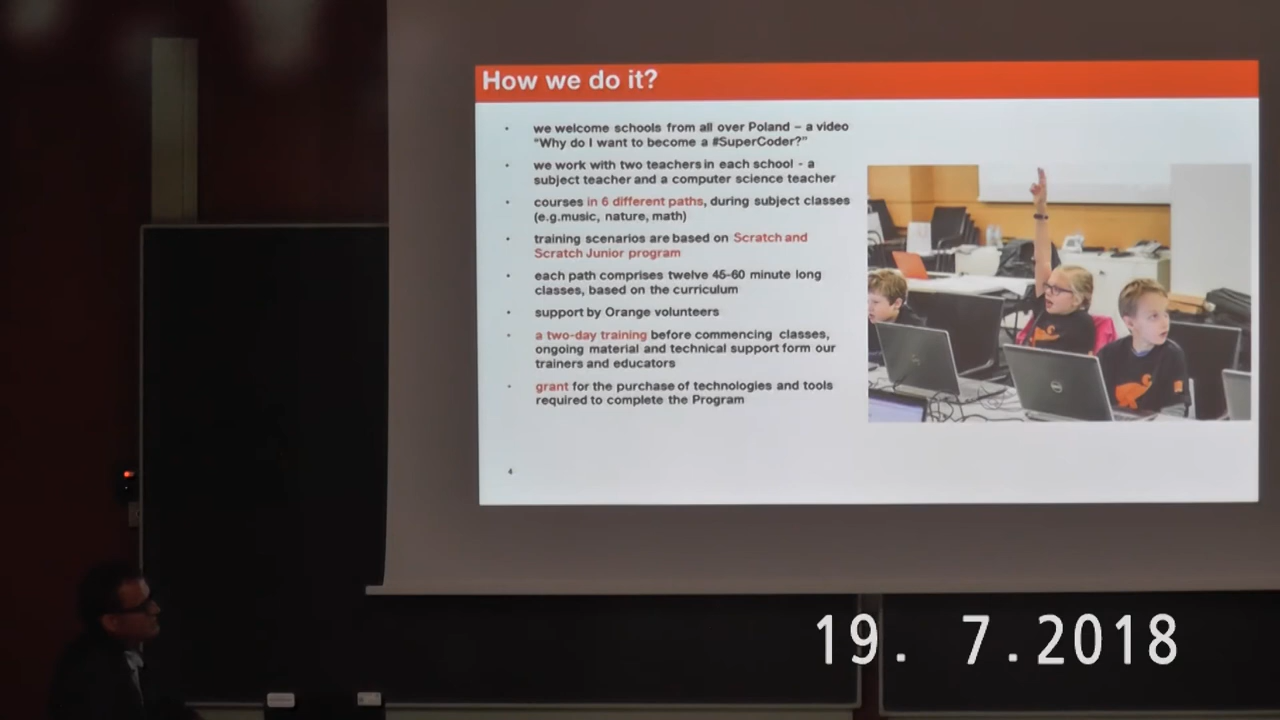 How we do it?
• we welcome schools from all over Poland – a video
“Why do I want to become a #SuperCoder?”
• we work with two teachers in each school - a
subject teacher and a computer science teacher
• courses in 6 different paths, during subject classes
(e.g.music, nature, math)
• training scenarios are based on Scratch and
Scratch Junior program
• each path comprises twelve 45-60 minute long
classes, based on the curriculum
• support by Orange volunteers
• a two-day training before commencing classes,
ongoing material and technical support form our
trainers and educators
• grant for the purchase of technologies and tools
required to complete the Program
4
19. 7.2018